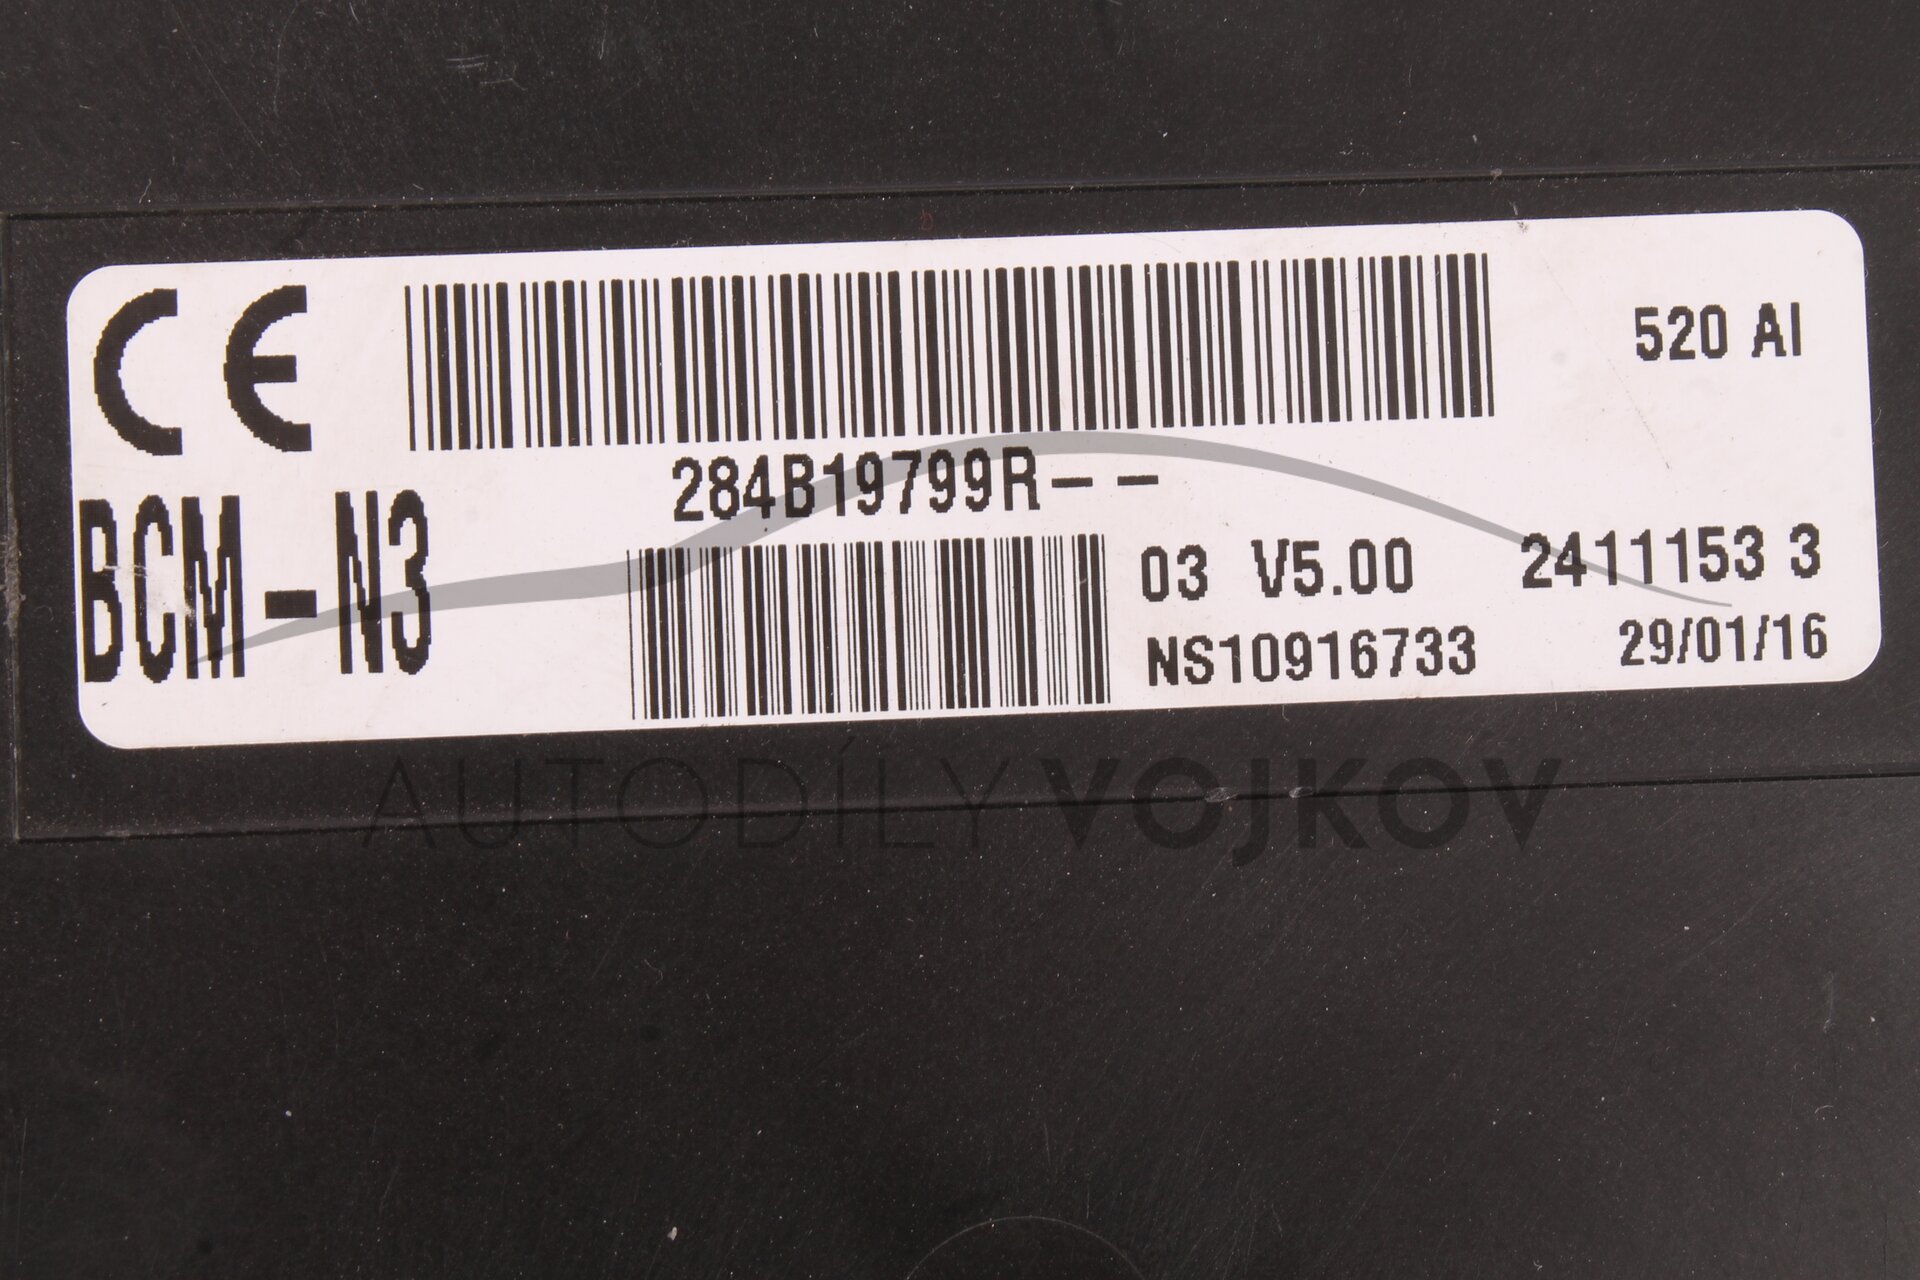 CE
520 AI
284B19799R--
BCM-N3
03 V5.00 2411153 3
NS10916733 29/01/16
AUTODÍLY VOJKOV